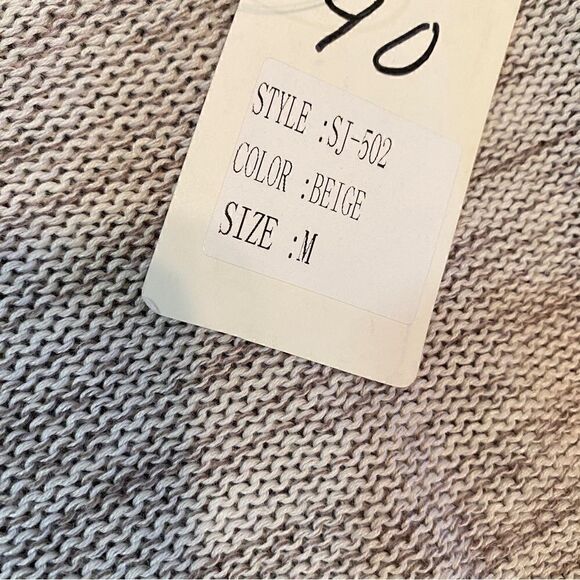 90
STYLE :SJ-502
COLOR :BEIGE
SIZE :M